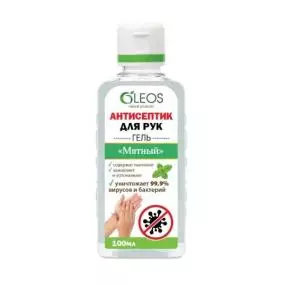 OLEOS
АНТИСЕПТИК
ДЛЯ РУК
ГЕЛЬ
«Мятный»
уничтожает 99,9%
вирусов и бактерий
100мл